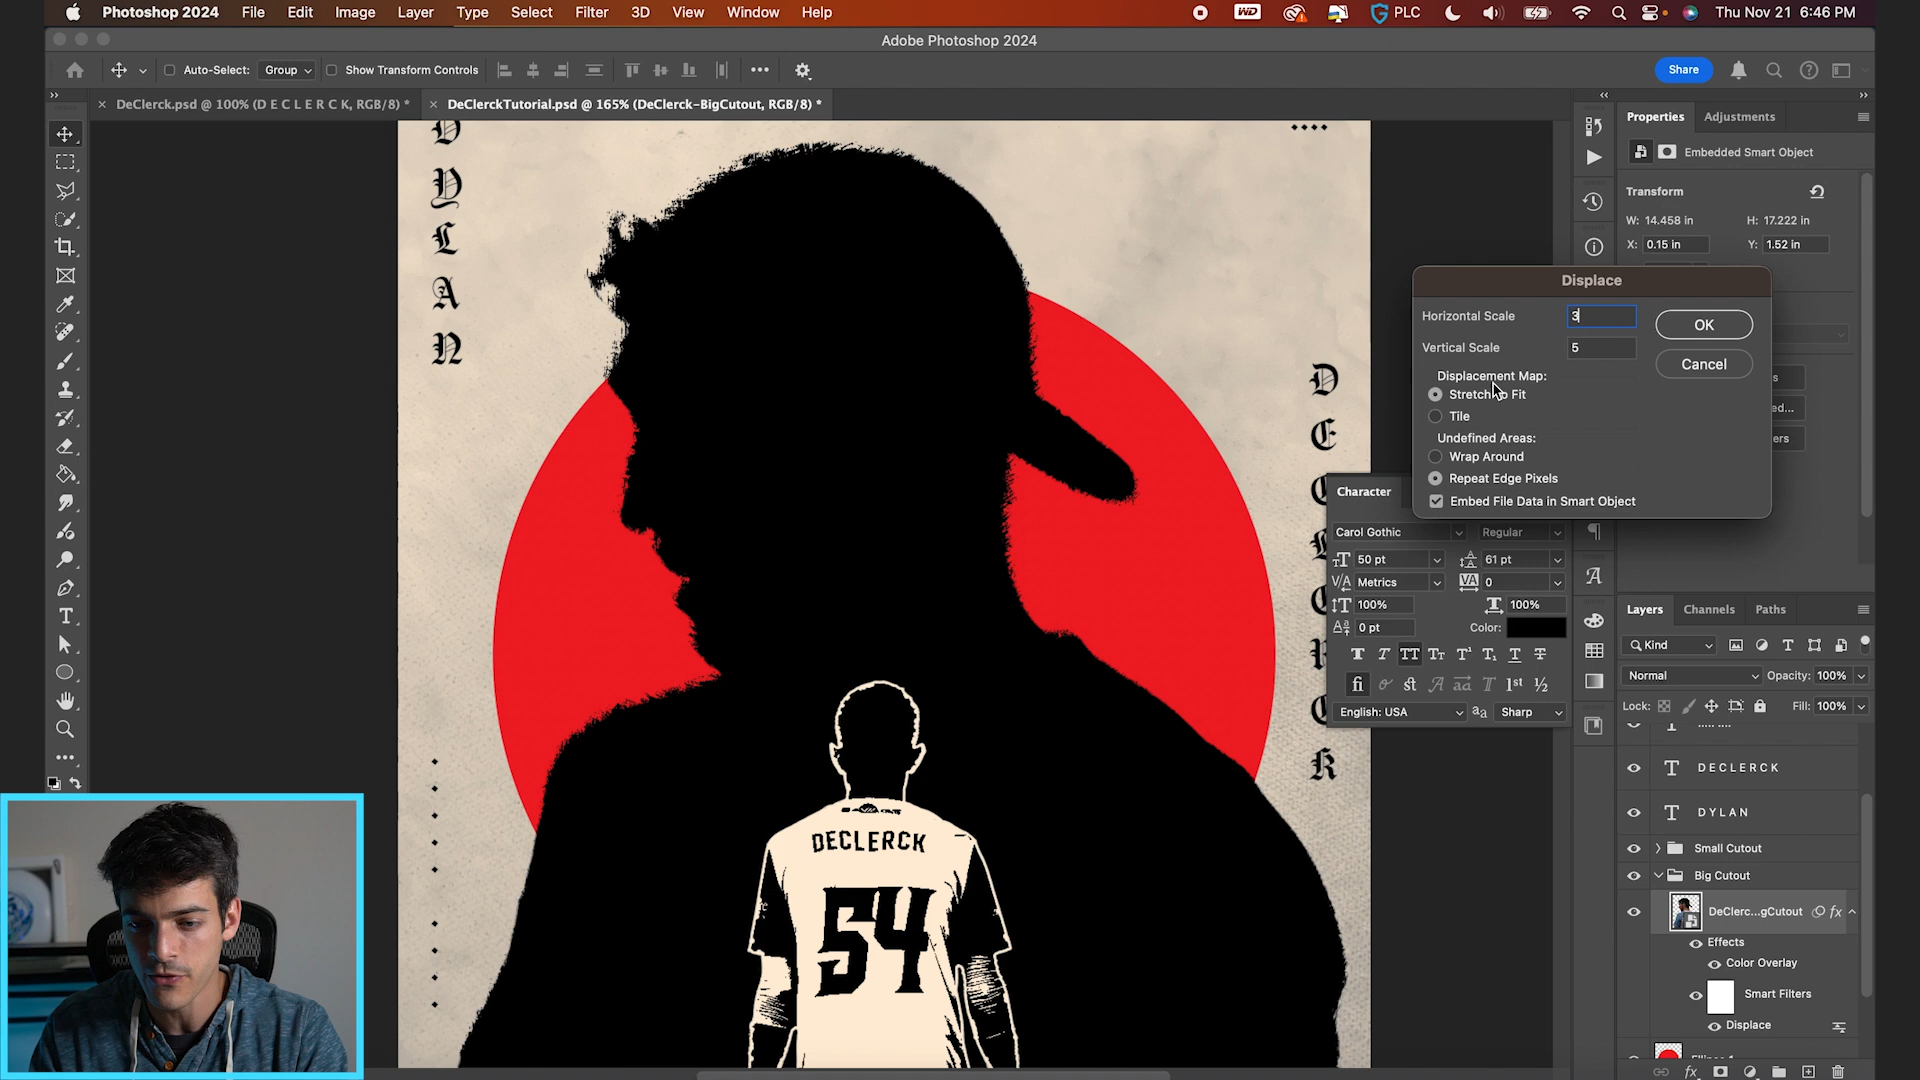 Photoshop 2024 File Edit Image Layer Type Select Filter 3D View Window Help
WD PLC Thu Nov 21 6:46 PM
Adobe Photoshop 2024
Auto-Select: Group Show Transform Controls Share
DeClerck.psd @ 100% (D E C L E R C K, RGB/8) *
DeClerckTutorial.psd @ 165% (DeClerck-BigCutout, RGB/8) *
D
Y
L
A
N
D
E
C
L
E
R
C
K
DECLERCK
54
Properties Adjustments
Embedded Smart Object
Transform
W: 14.458 in H: 17.222 in
X: 0.15 in Y: 1.52 in
Displace
Horizontal Scale 3
OK
Vertical Scale 5
Cancel
Displacement Map:
Stretch to Fit
Tile
Undefined Areas:
Wrap Around
Repeat Edge Pixels
Embed File Data in Smart Object
s
ed...
ers
Character
Carol Gothic Regular
50 pt 61 pt
Metrics 0
100% 100%
0 pt Color:
English: USA Sharp
Layers Channels Paths
Kind
Normal Opacity: 100%
Lock: Fill: 100%
D E C L E R C K
D Y L A N
Small Cutout
Big Cutout
DeClerc...gCutout fx
Effects
Color Overlay
Smart Filters
Displace